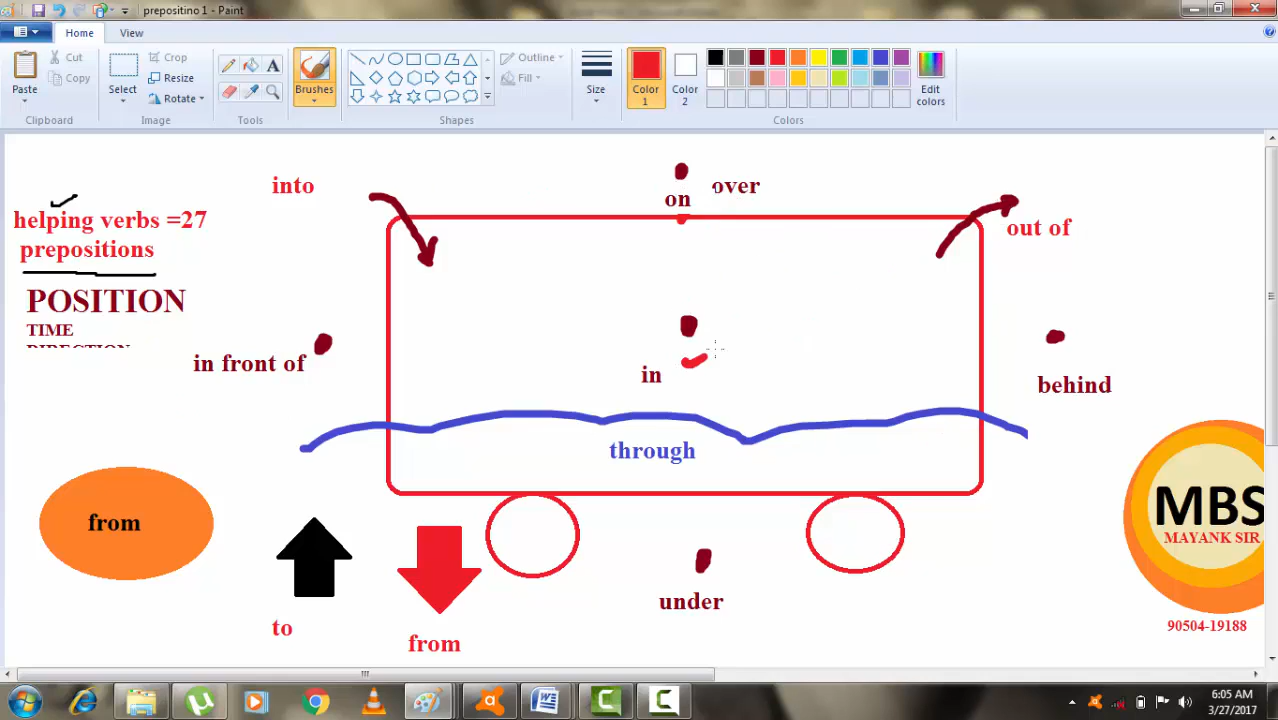 prepositino 1 - Paint
Home
View
Paste
Cut
Copy
Clipboard
Select
Crop
Resize
Rotate
Image
A
Tools
Brushes
Outline
Fill
Shapes
Size
Color 1
Color 2
Edit colors
Colors
into
on
over
out of
helping verbs =27
prepositions
POSITION
TIME
DIRECTION
in front of
in
behind
through
from
to
from
under
MBS
MAYANK SIR
90504-19188
6:05 AM
3/27/2017